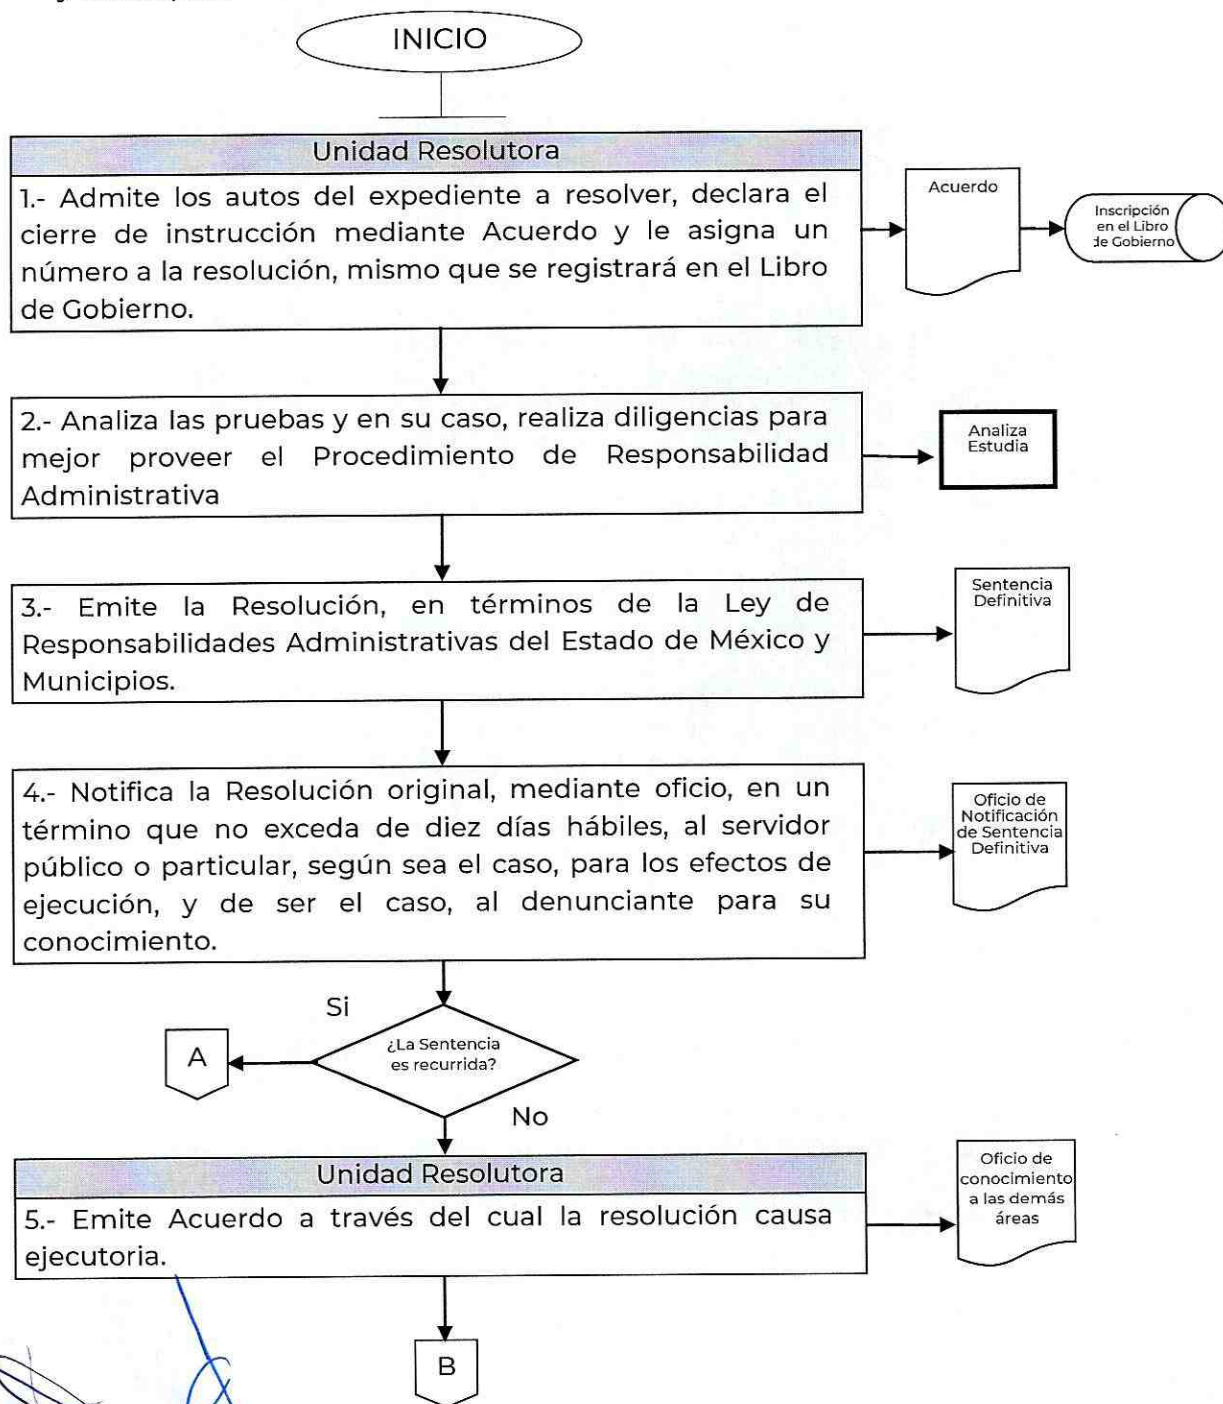 INICIO
Unidad Resolutora
1.- Admite los autos del expediente a resolver, declara el
cierre de instrucción mediante Acuerdo y le asigna un
número a la resolución, mismo que se registrará en el Libro
de Gobierno.
Acuerdo
Inscripción
en el Libro
de Gobierno
2.- Analiza las pruebas y en su caso, realiza diligencias para
mejor proveer el Procedimiento de Responsabilidad
Administrativa
Analiza
Estudia
3.- Emite la Resolución, en términos de la Ley de
Responsabilidades Administrativas del Estado de México y
Municipios.
Sentencia
Definitiva
4.- Notifica la Resolución original, mediante oficio, en un
término que no exceda de diez días hábiles, al servidor
público o particular, según sea el caso, para los efectos de
ejecución, y de ser el caso, al denunciante para su
conocimiento.
Oficio de
Notificación
de Sentencia
Definitiva
Si
¿La Sentencia
es recurrida?
A
No
Unidad Resolutora
5.- Emite Acuerdo a través del cual la resolución causa
ejecutoria.
Oficio de
conocimiento
a las demás
áreas
B